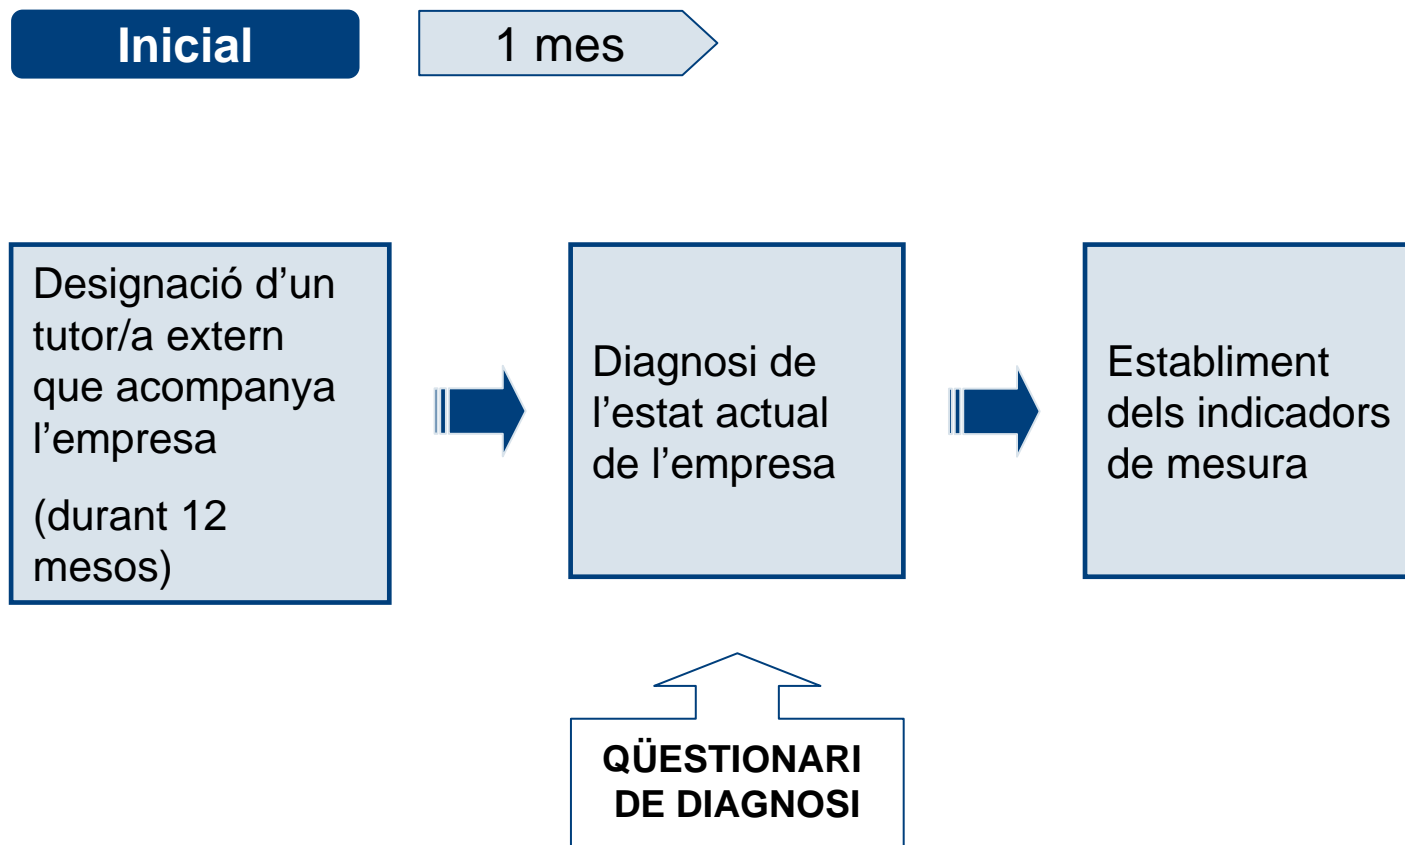 Inicial
1 mes
Designació d’un
tutor/a extern
que acompanya
l’empresa
(durant 12
mesos)
Diagnosi de
l’estat actual
de l’empresa
Establiment
dels indicadors
de mesura
QÜESTIONARI
DE DIAGNOSI